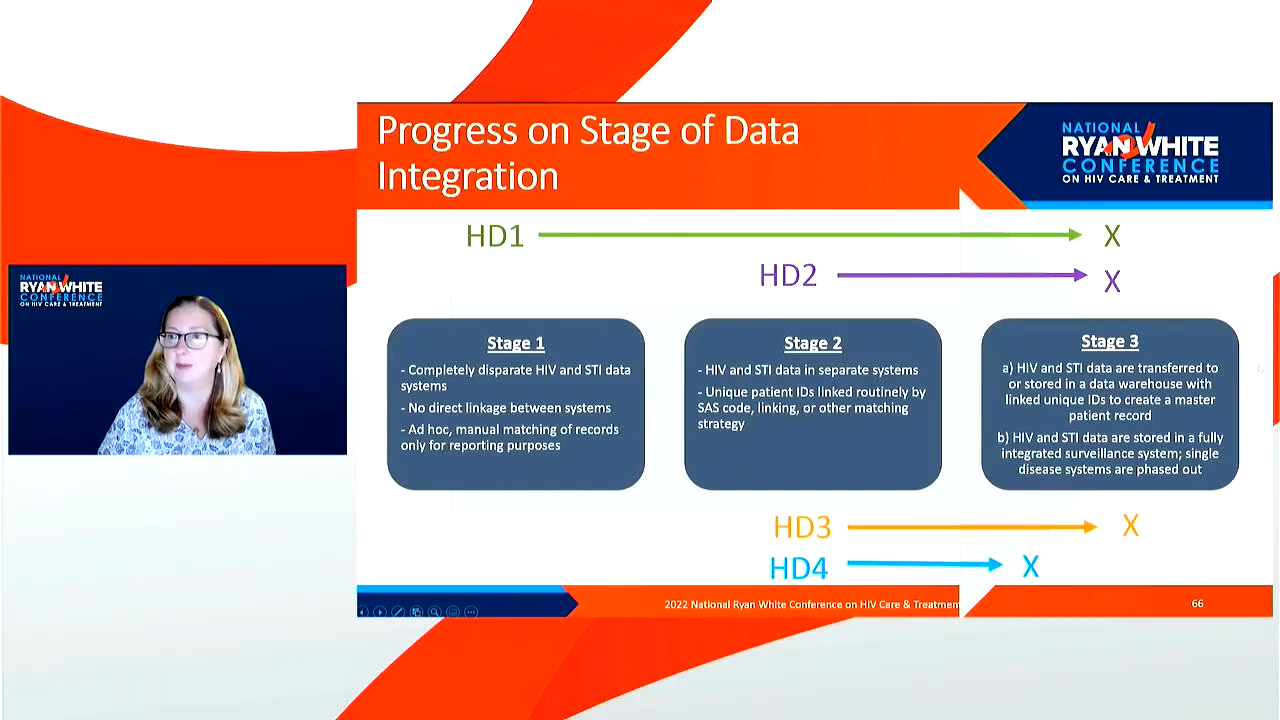 Progress on Stage of Data
Integration
NATIONAL
RYAN WHITE
CONFERENCE
ON HIV CARE & TREATMENT
HD1
X
HD2
X
NATIONAL
RYAN WHITE
CONFERENCE
ON HIV CARE & TREATMENT
Stage 1
- Completely disparate HIV and STI data
systems
- No direct linkage between systems
- Ad hoc, manual matching of records
only for reporting purposes
Stage 2
- HIV and STI data in separate systems
- Unique patient IDs linked routinely by
SAS code, linking, or other matching
strategy
Stage 3
a) HIV and STI data are transferred to
or stored in a data warehouse with
linked unique IDs to create a master
patient record
b) HIV and STI data are stored in a fully
integrated surveillance system; single
disease systems are phased out
HD3
X
HD4
X
2022 National Ryan White Conference on HIV Care & Treatment
66